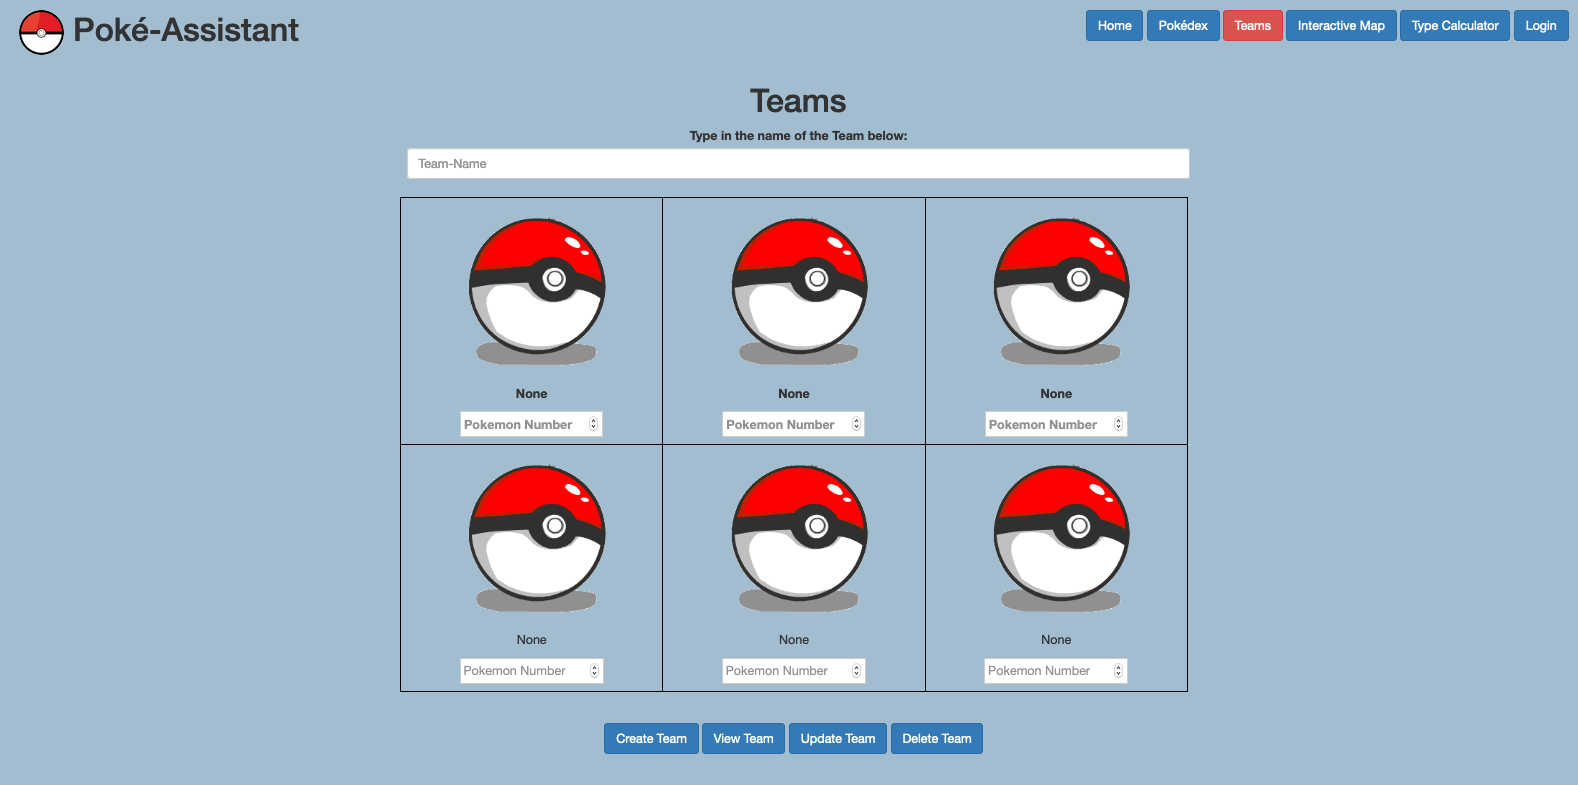 Poké-Assistant
Home Pokédex Teams Interactive Map Type Calculator Login
Teams
Type in the name of the Team below:
Team-Name
None None None
Pokemon Number Pokemon Number Pokemon Number
None None None
Pokemon Number Pokemon Number Pokemon Number
Create Team View Team Update Team Delete Team